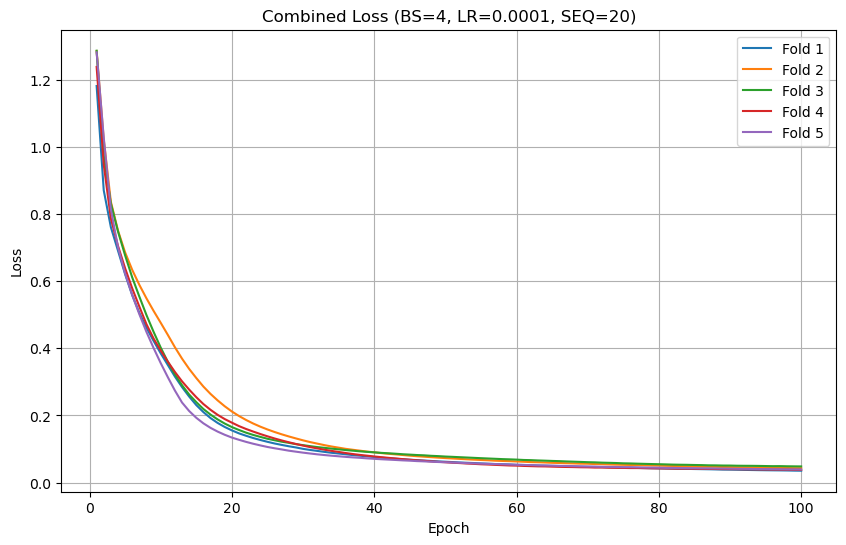 Combined Loss (BS=4, LR=0.0001, SEQ=20)
Fold 1
Fold 2
Fold 3
Fold 4
Fold 5
Loss
1.2
1.0
0.8
0.6
0.4
0.2
0.0
0 20 40 60 80 100
Epoch